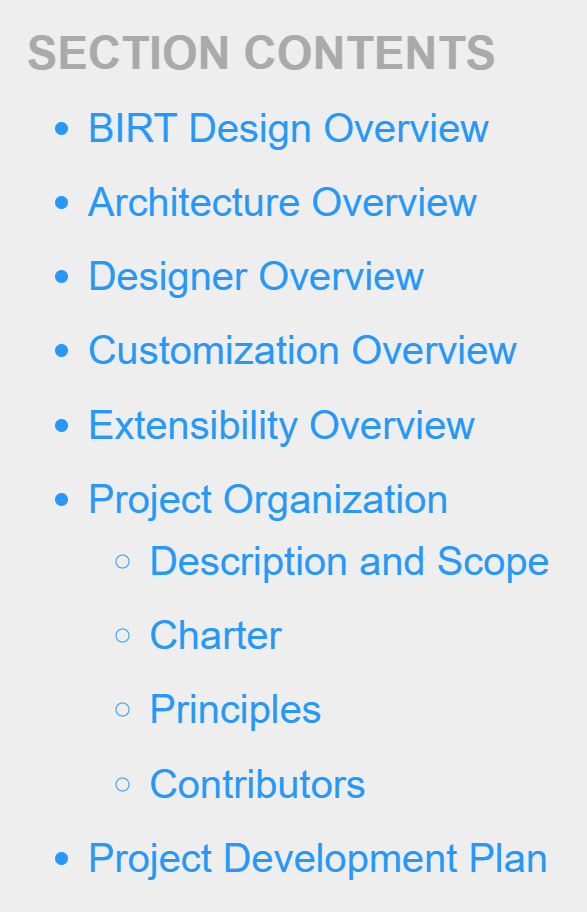 SECTION CONTENTS
BIRT Design Overview
Architecture Overview
Designer Overview
Customization Overview
Extensibility Overview
Project Organization
Description and Scope
Charter
Principles
Contributors
Project Development Plan